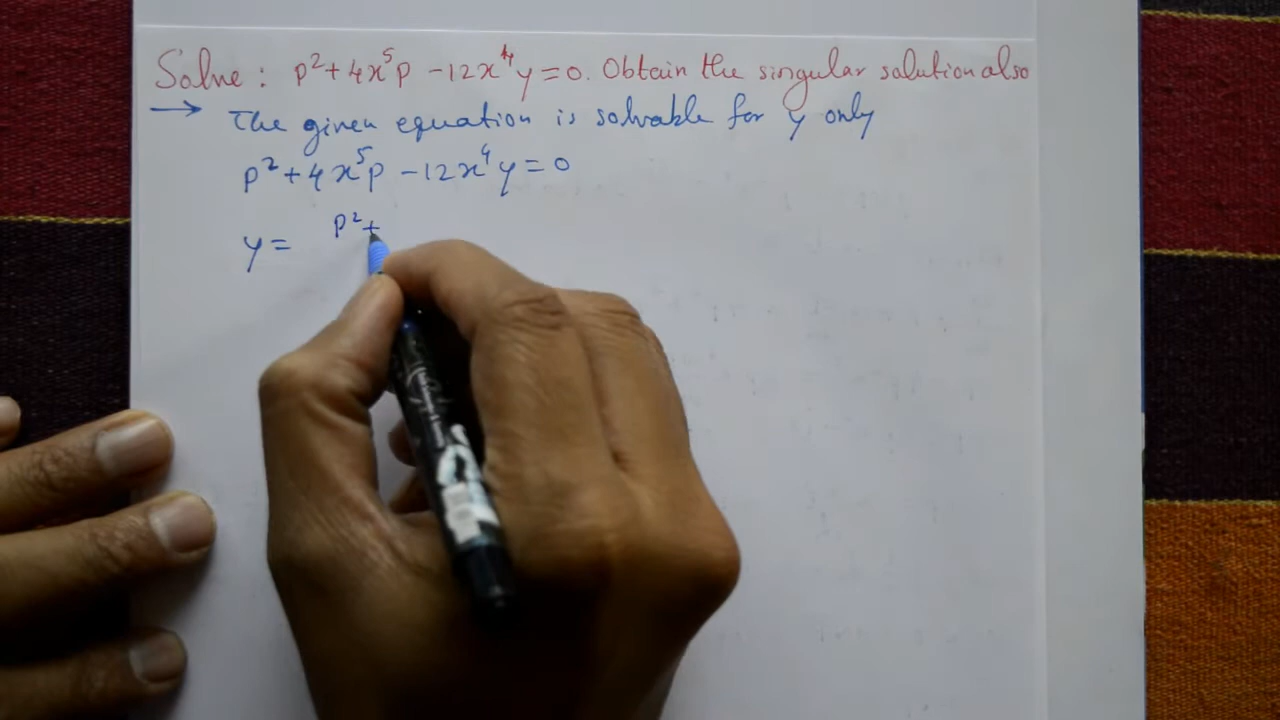 Solve: p²+4x⁵p -12x⁴y=0. Obtain the singular solution also
→ The given equation is solvable for y only
p²+4x⁵p -12x⁴y=0
y= p²+